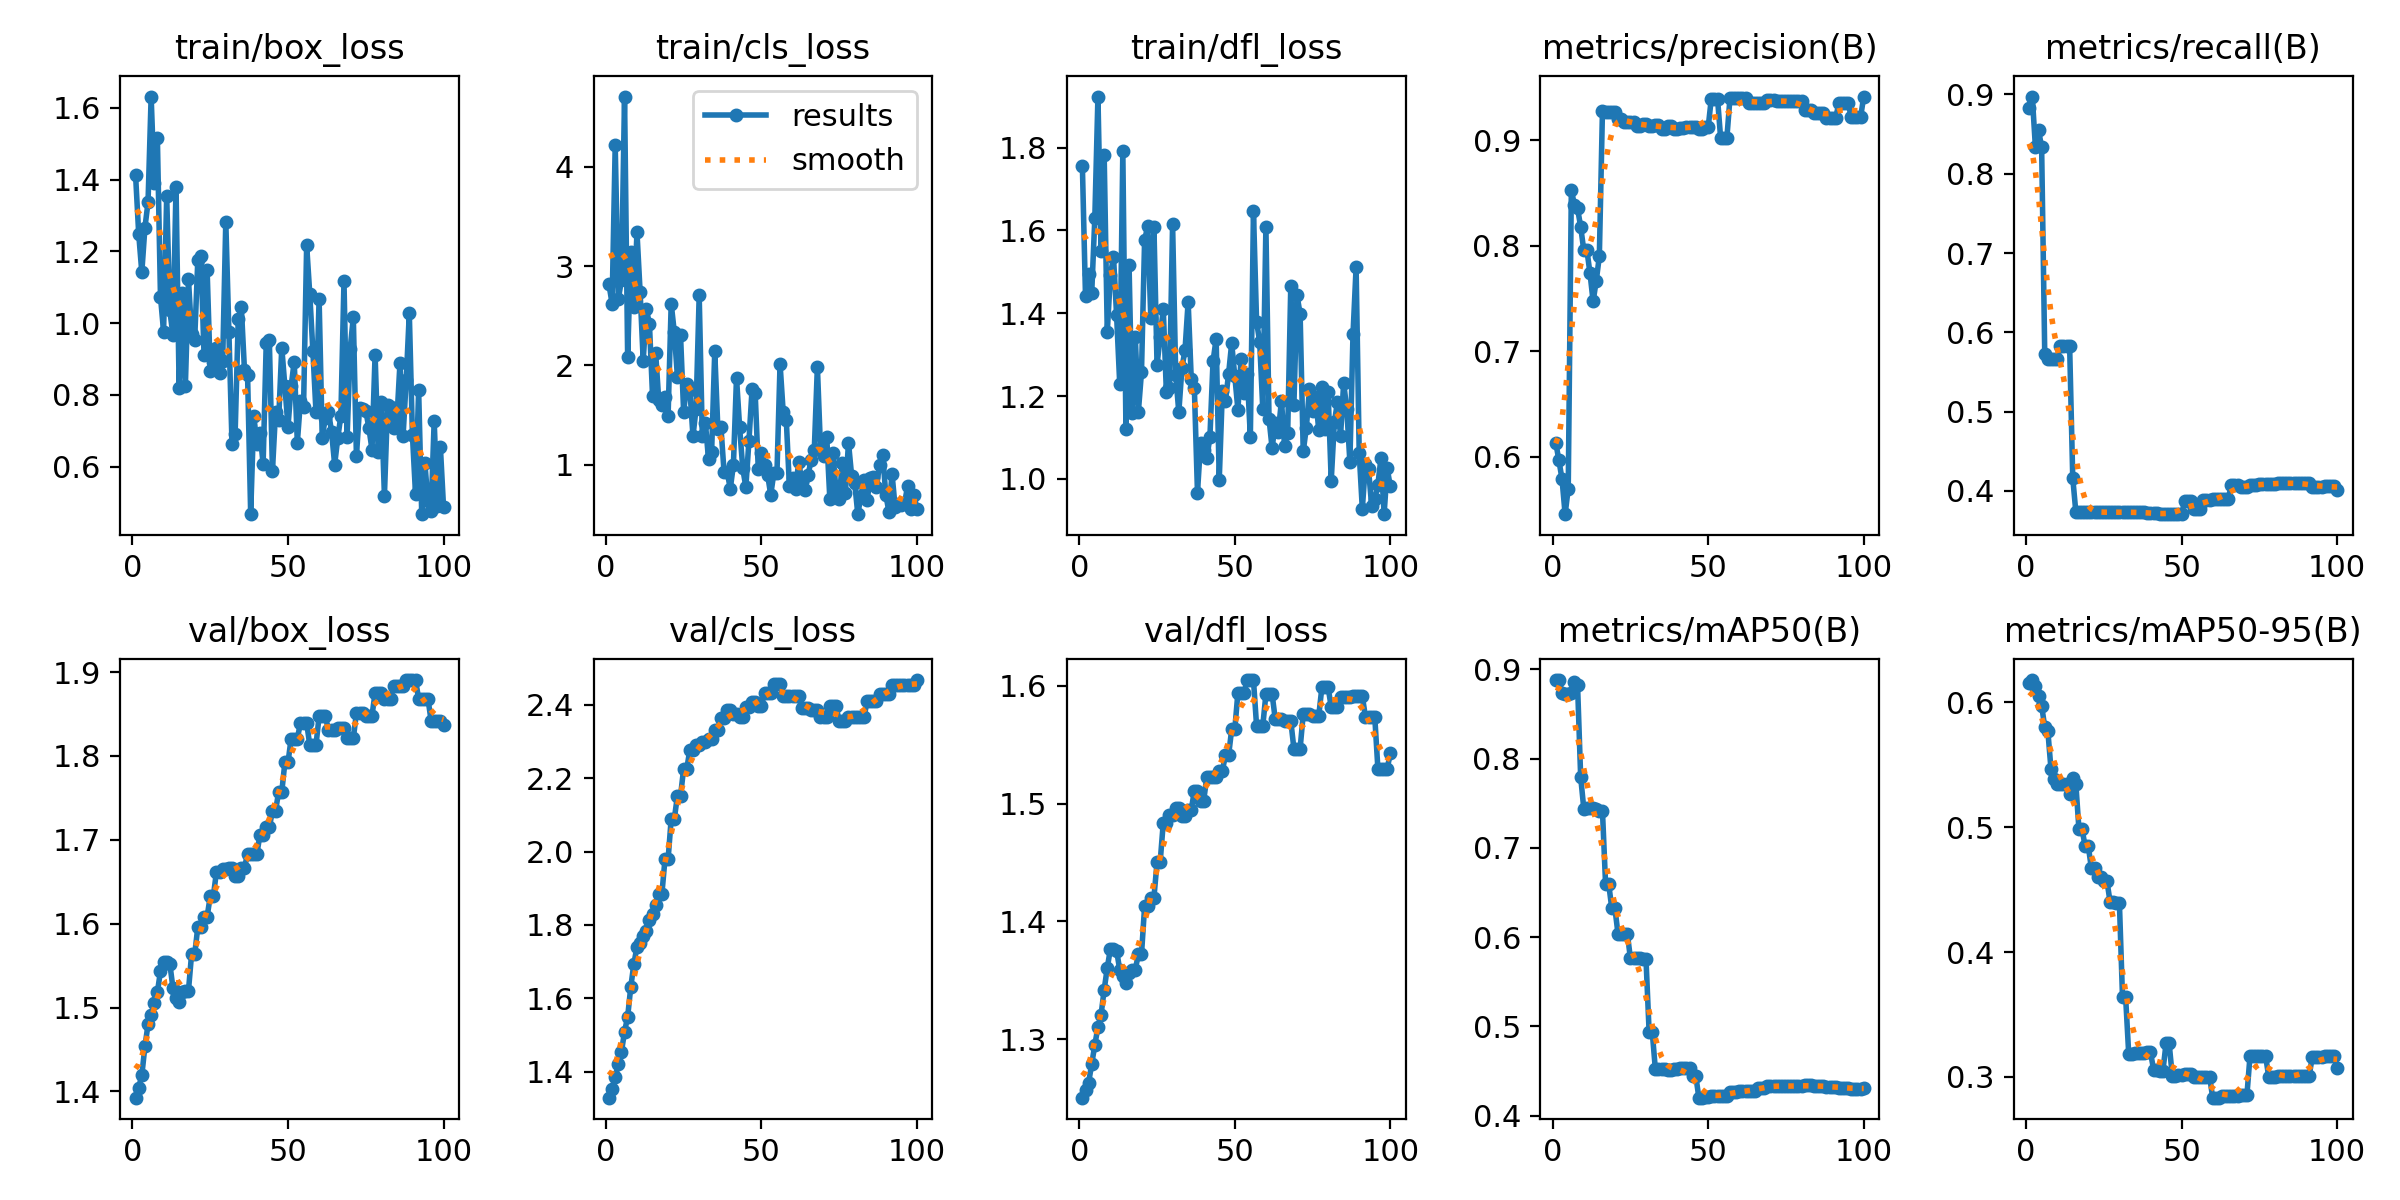 train/box_loss
1.6
1.4
1.2
1.0
0.8
0.6
0 50 100
train/cls_loss
results
smooth
4
3
2
1
0 50 100
train/dfl_loss
1.8
1.6
1.4
1.2
1.0
0 50 100
metrics/precision(B)
0.9
0.8
0.7
0.6
0 50 100
metrics/recall(B)
0.9
0.8
0.7
0.6
0.5
0.4
0 50 100
val/box_loss
1.9
1.8
1.7
1.6
1.5
1.4
0 50 100
val/cls_loss
2.4
2.2
2.0
1.8
1.6
1.4
0 50 100
val/dfl_loss
1.6
1.5
1.4
1.3
0 50 100
metrics/mAP50(B)
0.9
0.8
0.7
0.6
0.5
0.4
0 50 100
metrics/mAP50-95(B)
0.6
0.5
0.4
0.3
0 50 100